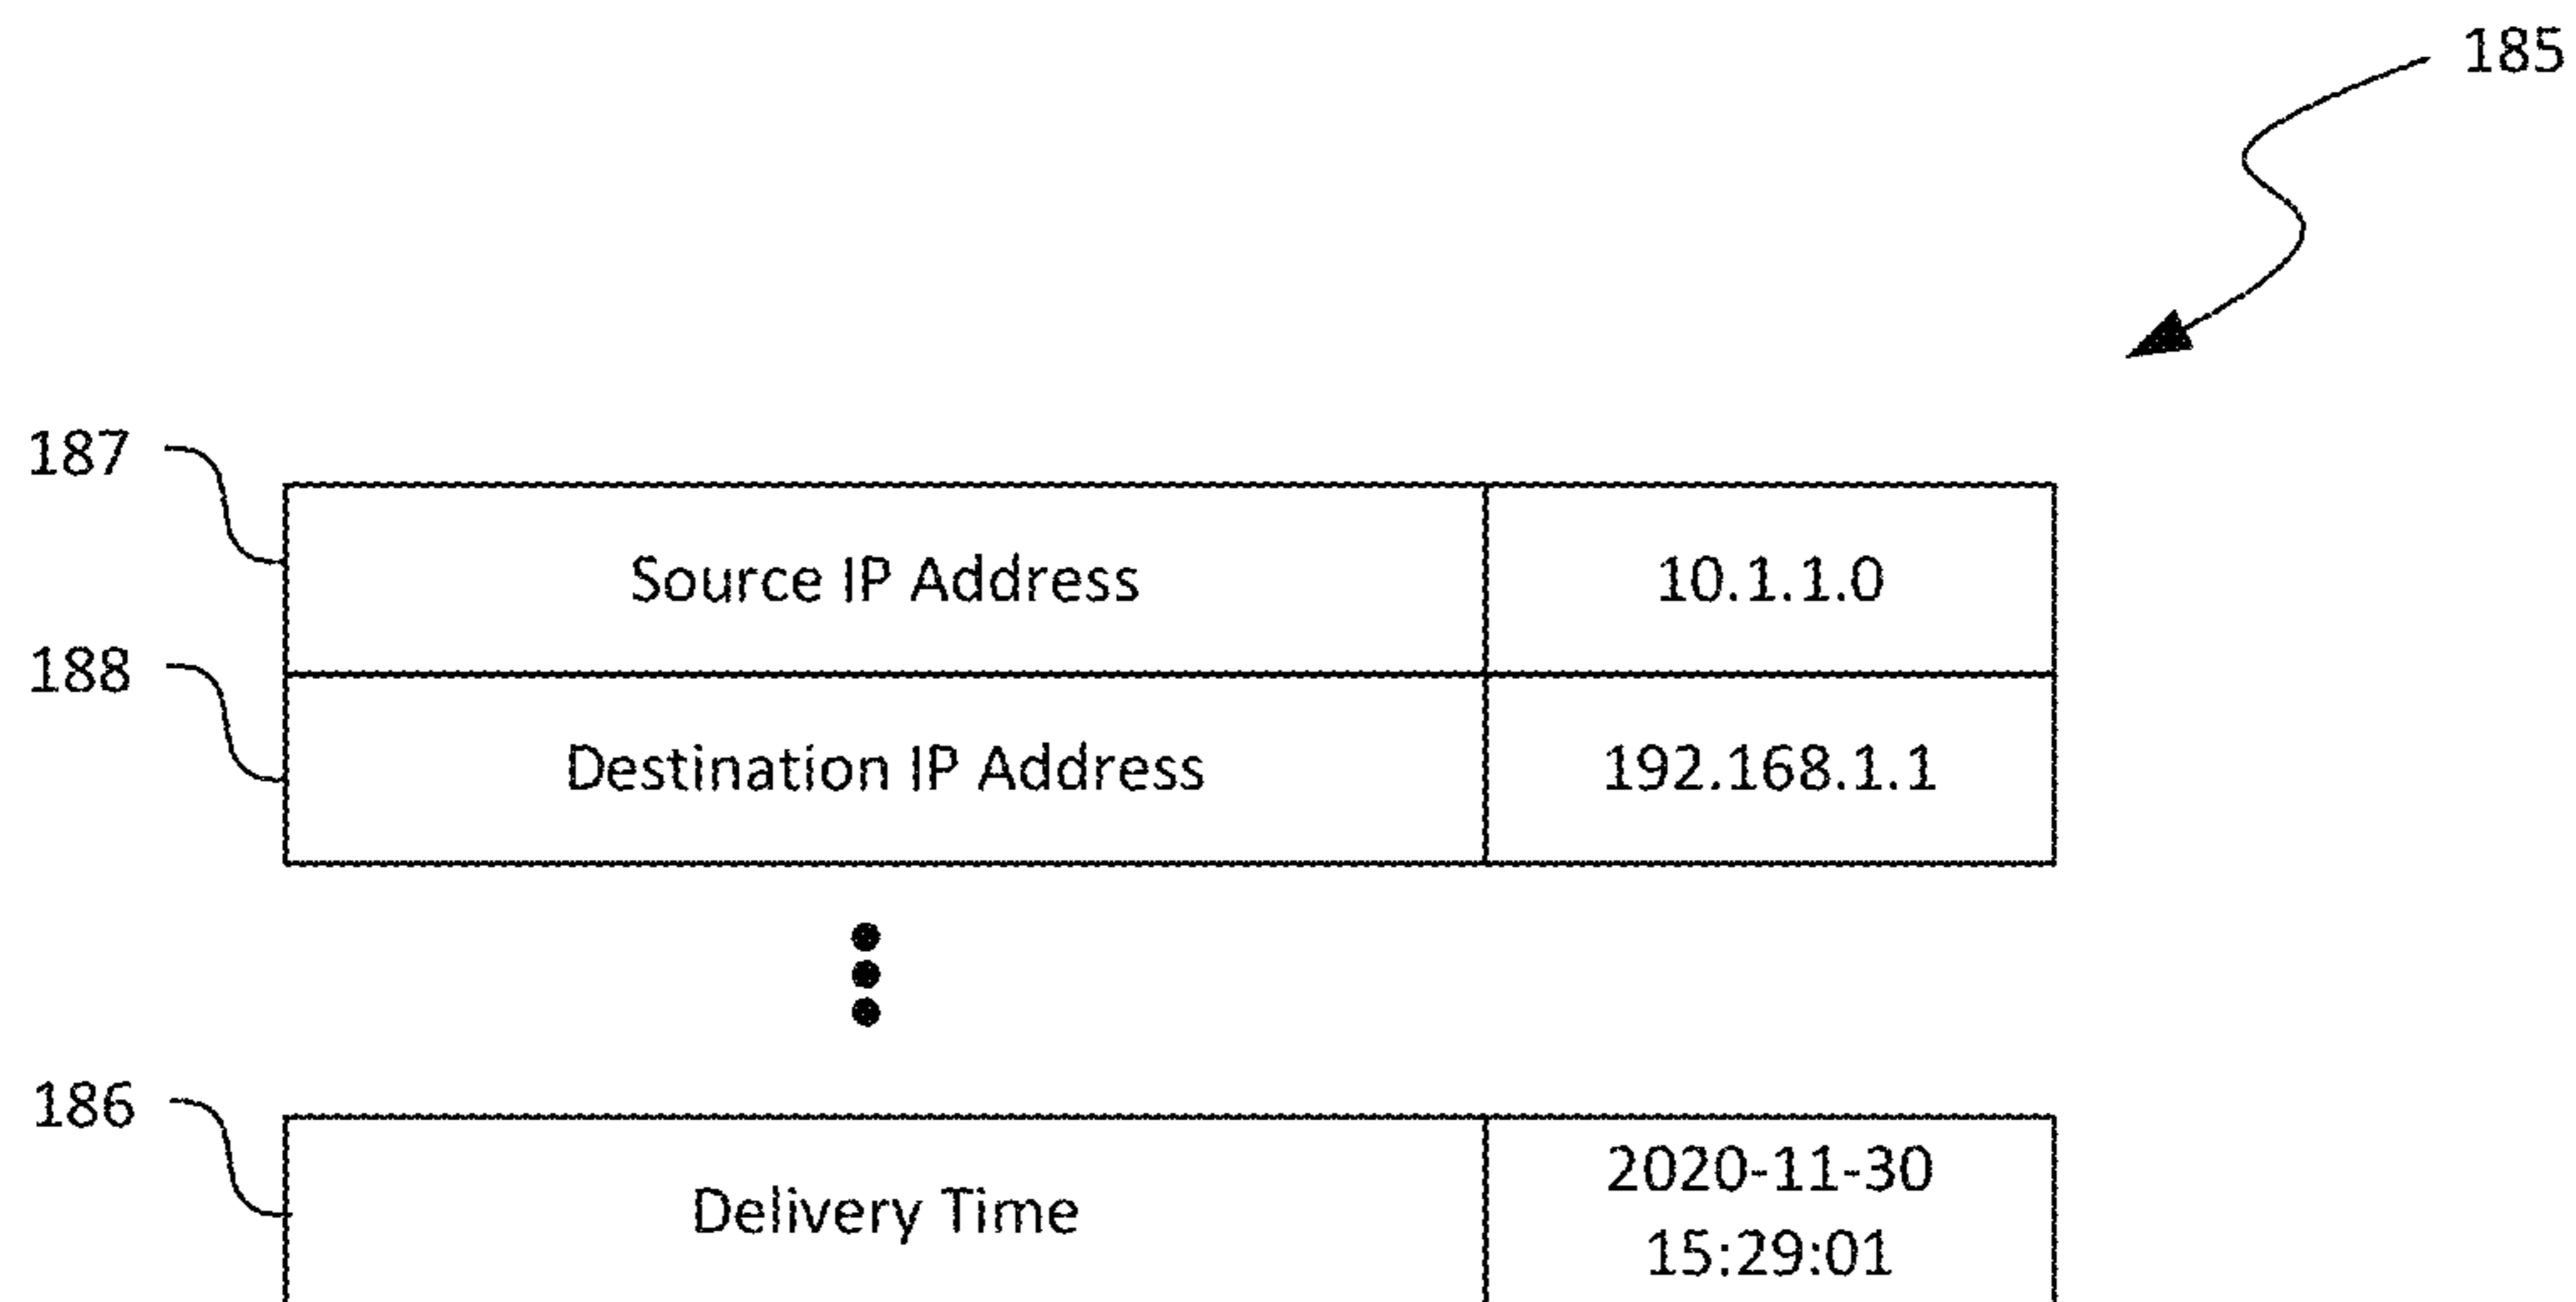 185
187
Source IP Address 10.1.1.0
188
Destination IP Address 192.168.1.1
186
Delivery Time 2020-11-30
15:29:01